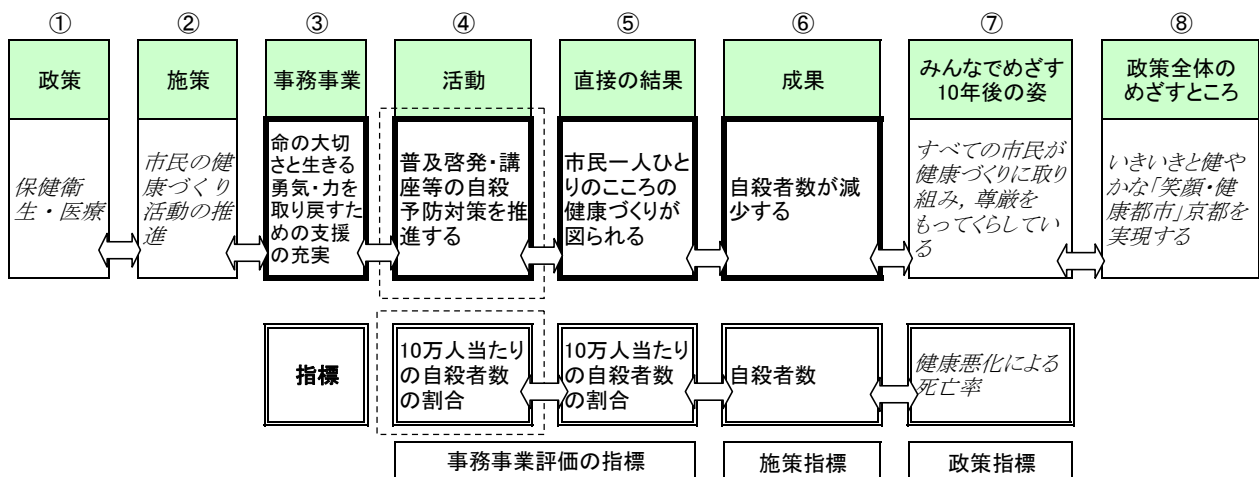 ①
②
③
④
⑤
⑥
⑦
⑧
政策
施策
事務事業
活動
直接の結果
成果
みんなでめざす
10年後の姿
政策全体の
めざすところ
保健衛
生・医療
市民の健
康づくり
活動の推
進
命の大切
さと生きる
勇気・力を
取り戻すた
めの支援
の充実
普及啓発・講
座等の自殺
予防対策を推
進する
市民一人ひと
りのこころの
健康づくりが
図られる
自殺者数が減
少する
すべての市民が
健康づくりに取り
組み，尊厳を
もってくらしてい
る
いきいきと健や
かな「笑顔・健
康都市」京都を
実現する
指標
10万人当たり
の自殺者数
の割合
10万人当たり
の自殺者数
の割合
自殺者数
健康悪化による
死亡率
事務事業評価の指標
施策指標
政策指標